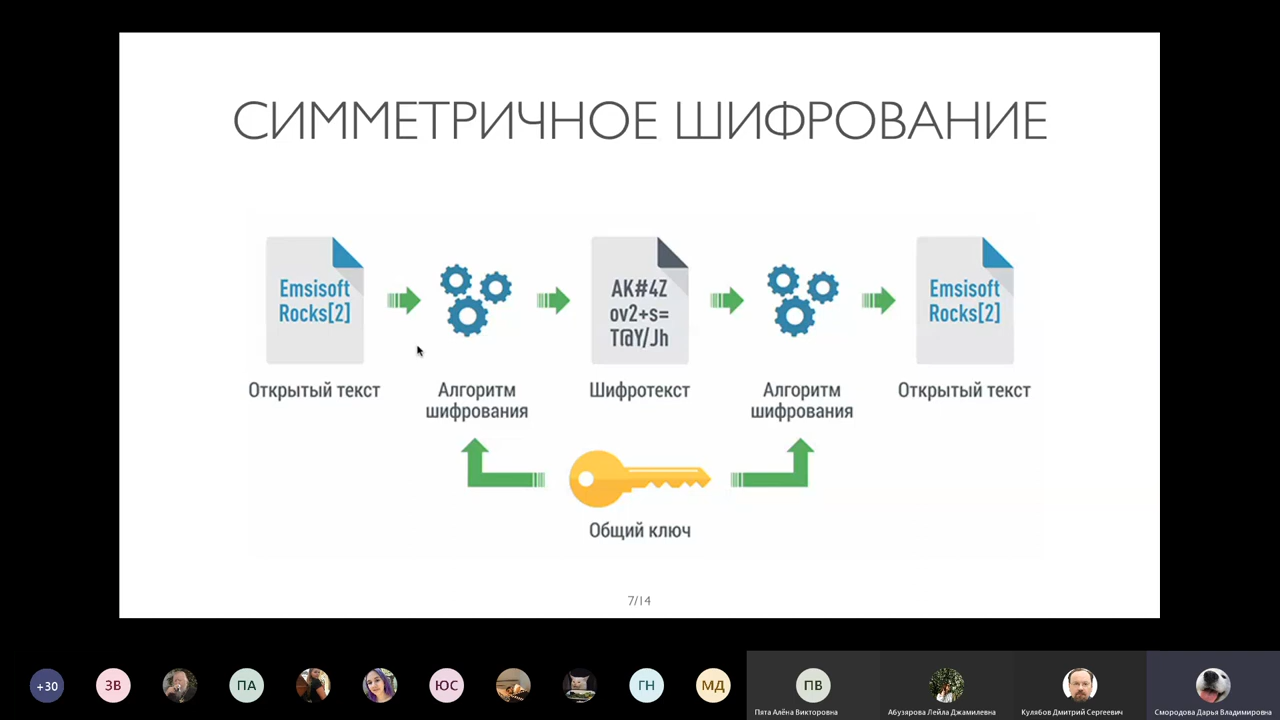 СИММЕТРИЧНОЕ ШИФРОВАНИЕ
Emsisoft
Rocks[2]
AK#4Z
ov2+s=
T@Y/Jh
Emsisoft
Rocks[2]
Открытый текст
Алгоритм
шифрования
Шифротекст
Алгоритм
шифрования
Открытый текст
Общий ключ
7/14
+30
ЗВ
ПА
ЮС
ГН
МД
ПВ
Пята Алёна Викторовна
Абузярова Лейла Джамилевна
Кулябов Дмитрий Сергеевич
Смородова Дарья Владимировна